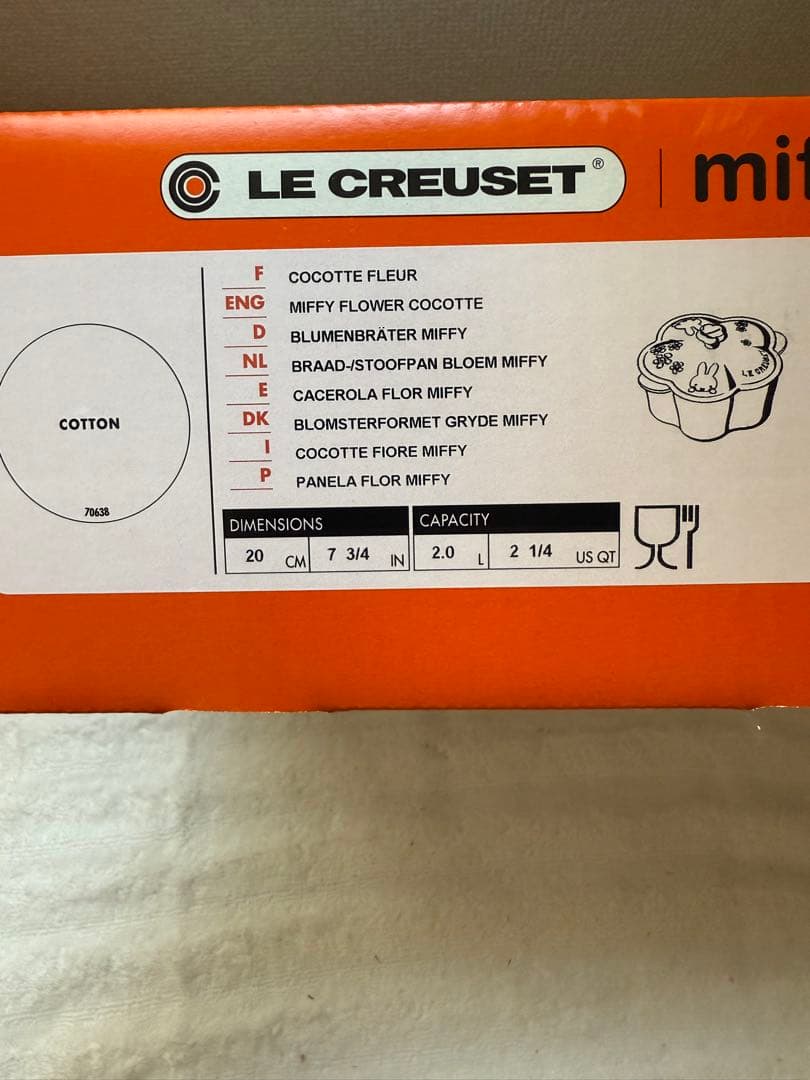 LE CREUSET ®
F COCOTTE FLEUR
ENG MIFFY FLOWER COCOTTE
D BLUMENBRÄTER MIFFY
NL BRAAD-/STOOFPAN BLOEM MIFFY
E CACEROLA FLOR MIFFY
DK BLOMSTERFORMET GRYDE MIFFY
I COCOTTE FIORE MIFFY
P PANELA FLOR MIFFY
COTTON
70638
DIMENSIONS CAPACITY
20 CM 7 3/4 IN 2.0 L 2 1/4 US QT